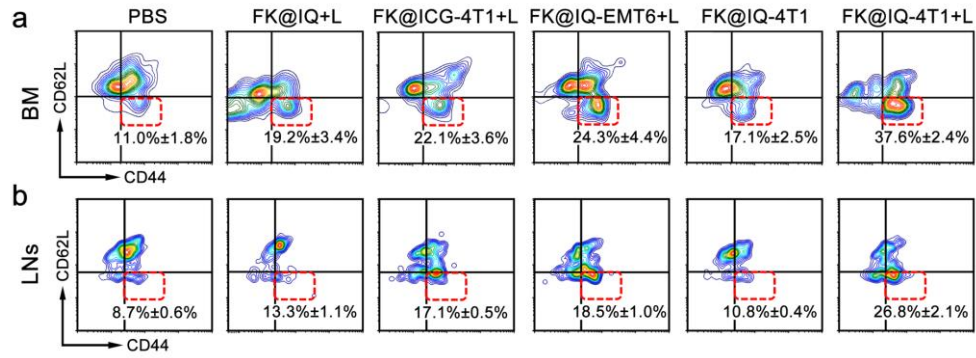 a
PBS FK@IQ+L FK@ICG-4T1+L FK@IQ-EMT6+L FK@IQ-4T1 FK@IQ-4T1+L
BM
CD62L
11.0%±1.8% 19.2%±3.4% 22.1%±3.6% 24.3%±4.4% 17.1%±2.5% 37.6%±2.4%
CD44
b
LNs
CD62L
8.7%±0.6% 13.3%±1.1% 17.1%±0.5% 18.5%±1.0% 10.8%±0.4% 26.8%±2.1%
CD44